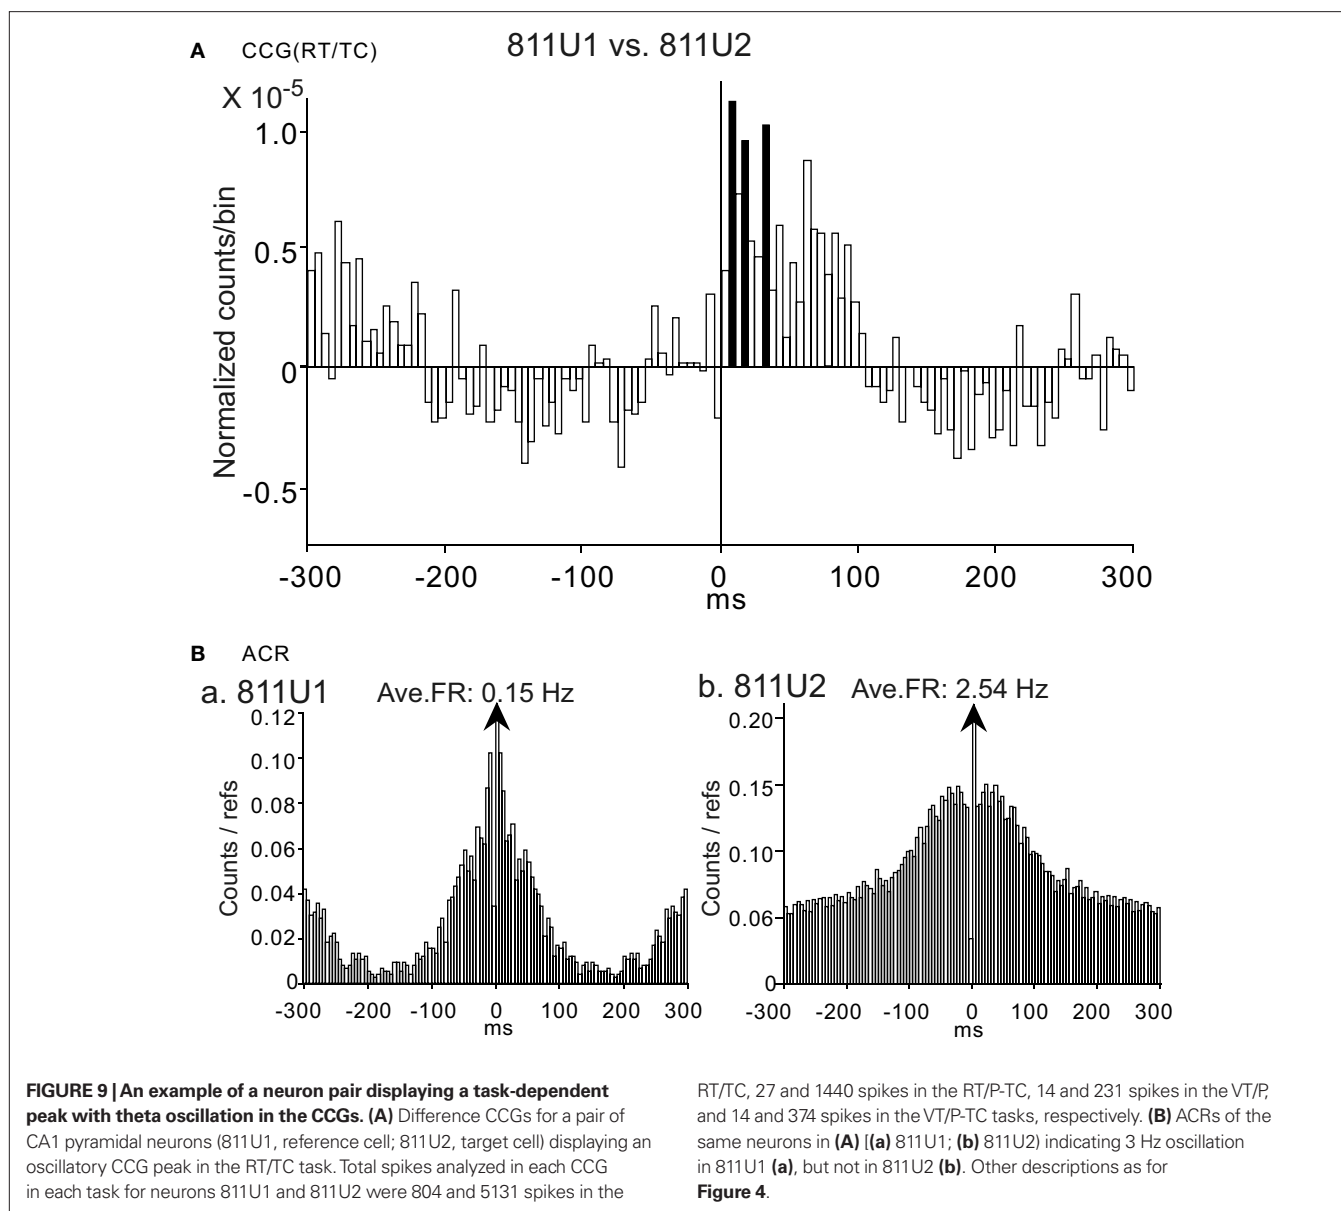 A CCG(RT/TC) 811U1 vs. 811U2
X 10-5
1.0
0.5
0
-0.5
Normalized counts/bin
-300 -200 -100 0 100 200 300
ms
B ACR
a. 811U1 Ave.FR: 0.15 Hz
0.12
0.10
0.08
0.06
0.04
0.02
0
Counts / refs
-300 -200 -100 0 100 200 300
ms
b. 811U2 Ave.FR: 2.54 Hz
0.20
0.15
0.10
0.06
0
Counts / refs
-300 -200 -100 0 100 200 300
ms
FIGURE 9 | An example of a neuron pair displaying a task-dependent
peak with theta oscillation in the CCGs. (A) Difference CCGs for a pair of
CA1 pyramidal neurons (811U1, reference cell; 811U2, target cell) displaying an
oscillatory CCG peak in the RT/TC task. Total spikes analyzed in each CCG
in each task for neurons 811U1 and 811U2 were 804 and 5131 spikes in the
RT/TC, 27 and 1440 spikes in the RT/P-TC, 14 and 231 spikes in the VT/P,
and 14 and 374 spikes in the VT/P-TC tasks, respectively. (B) ACRs of the
same neurons in (A) [(a) 811U1; (b) 811U2) indicating 3 Hz oscillation
in 811U1 (a), but not in 811U2 (b). Other descriptions as for
Figure 4.